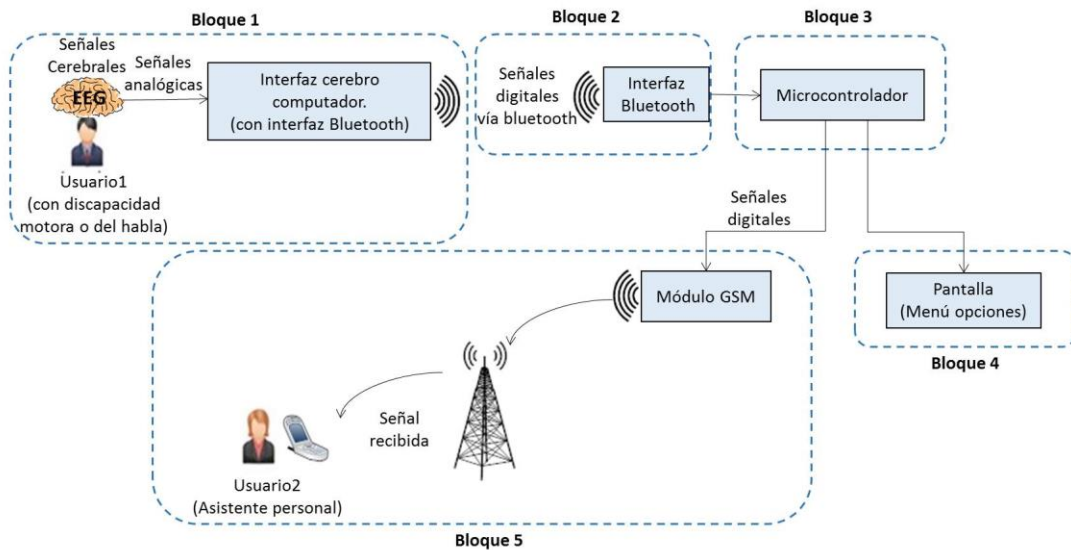 Bloque 1
Señales
Cerebrales
EEG
Señales
analógicas
Interfaz cerebro
computador.
(con interfaz Bluetooth)
Usuario1
(con discapacidad
motora o del habla)
Bloque 2
Señales
digitales
vía bluetooth
Interfaz
Bluetooth
Bloque 3
Microcontrolador
Señales
digitales
Módulo GSM
Pantalla
(Menú opciones)
Bloque 4
Señal
recibida
Usuario2
(Asistente personal)
Bloque 5